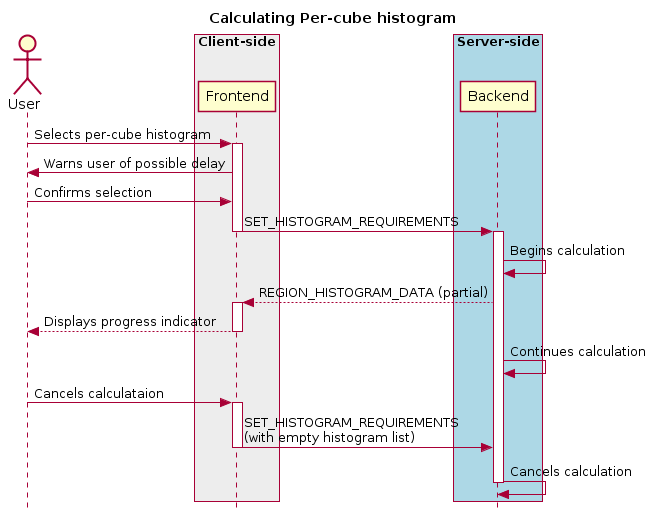 Calculating Per-cube histogram
Client-side
Server-side
User
Frontend
Backend
Selects per-cube histogram
Warns user of possible delay
Confirms selection
SET_HISTOGRAM_REQUIREMENTS
Begins calculation
REGION_HISTOGRAM_DATA (partial)
Displays progress indicator
Continues calculation
Cancels calculataion
SET_HISTOGRAM_REQUIREMENTS
(with empty histogram list)
Cancels calculation